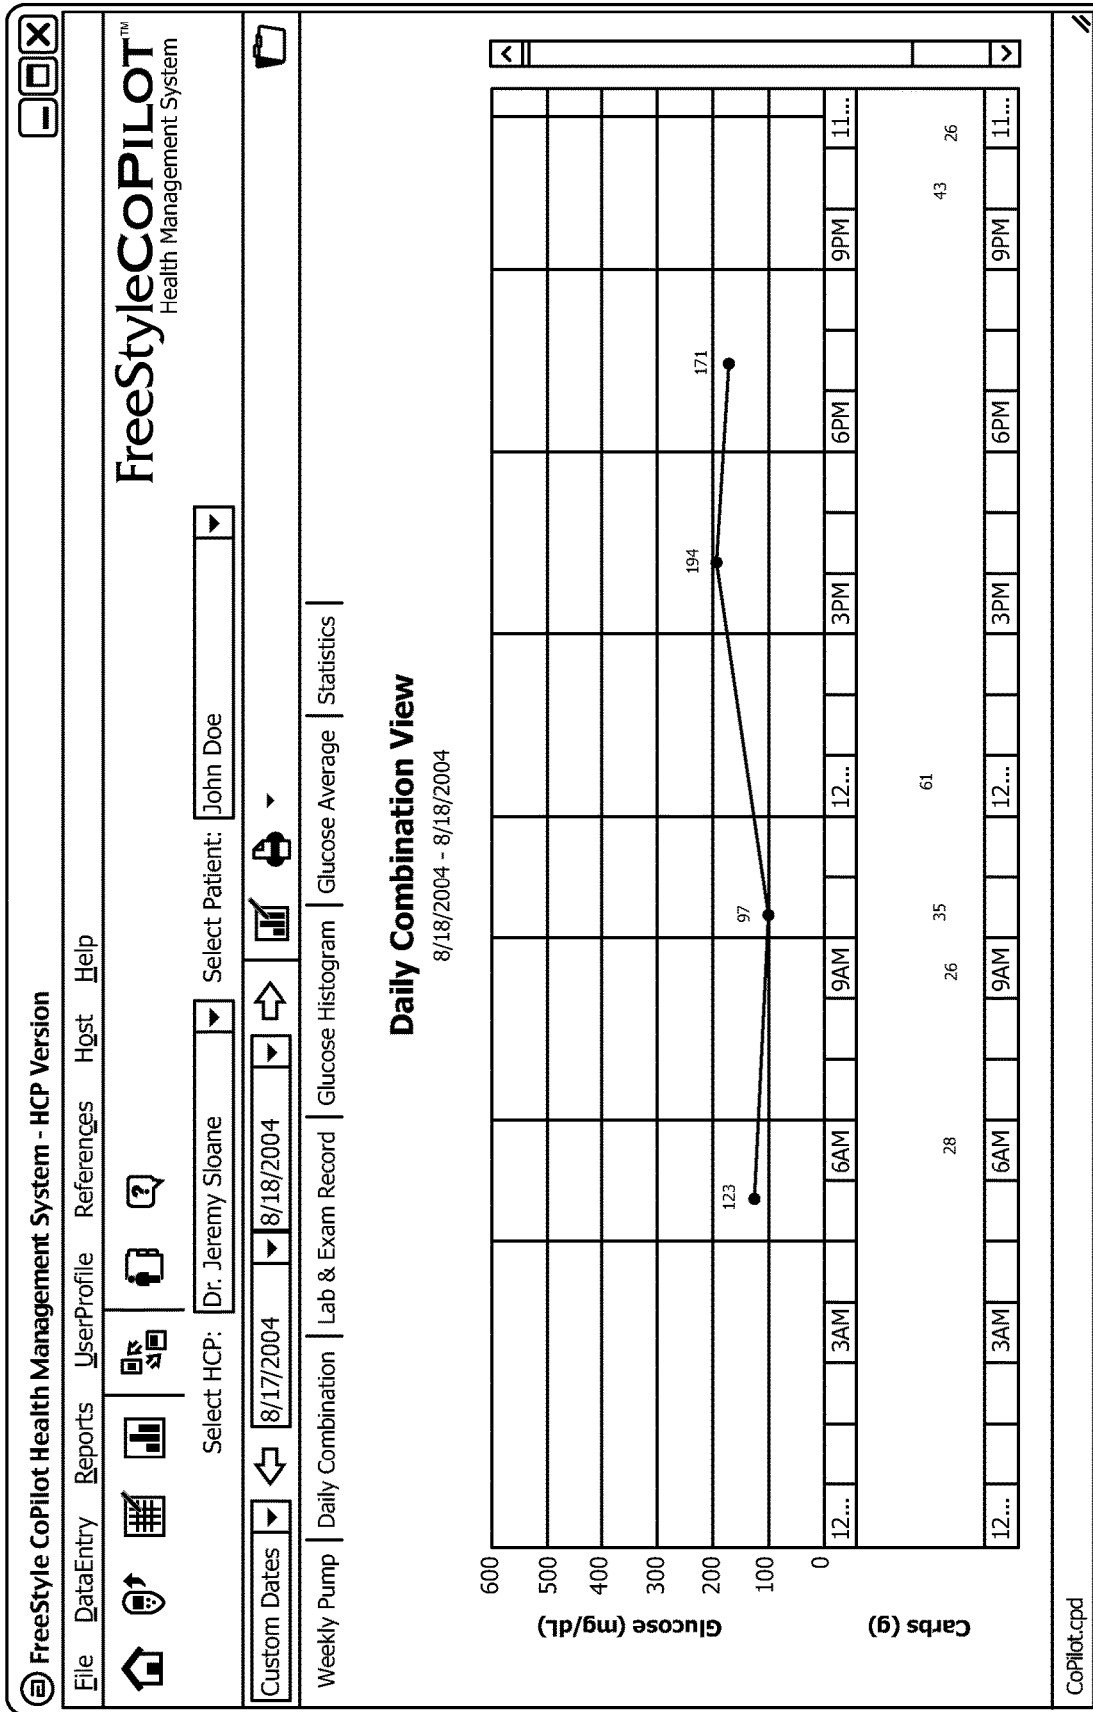 FreeStyle CoPilot Health Management System - HCP Version
File DataEntry Reports UserProfile References Host Help
FreeStyleCoPILOT™
Health Management System
Select HCP: Dr. Jeremy Sloane Select Patient: John Doe
Custom Dates 8/17/2004 8/18/2004
Weekly Pump Daily Combination Lab & Exam Record Glucose Histogram Glucose Average Statistics
Daily Combination View
8/18/2004 - 8/18/2004
Glucose (mg/dL)
600
500
400
300
200
100
0
123 97 194 171
12... 3AM 6AM 9AM 12... 3PM 6PM 9PM 11...
Carbs (g)
28 26 35 61 43 26
12... 3AM 6AM 9AM 12... 3PM 6PM 9PM 11...
CoPilot.cpd